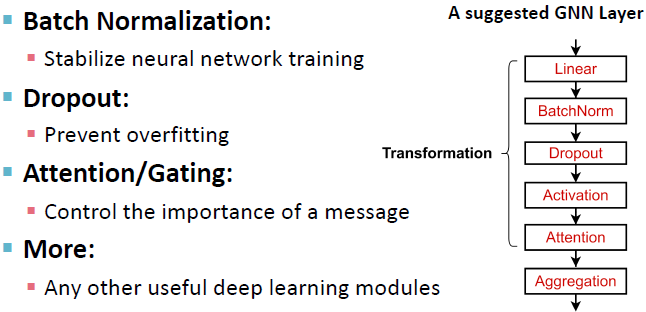 Batch Normalization:
Stabilize neural network training
Dropout:
Prevent overfitting
Attention/Gating:
Control the importance of a message
More:
Any other useful deep learning modules
A suggested GNN Layer
Transformation
Linear
BatchNorm
Dropout
Activation
Attention
Aggregation